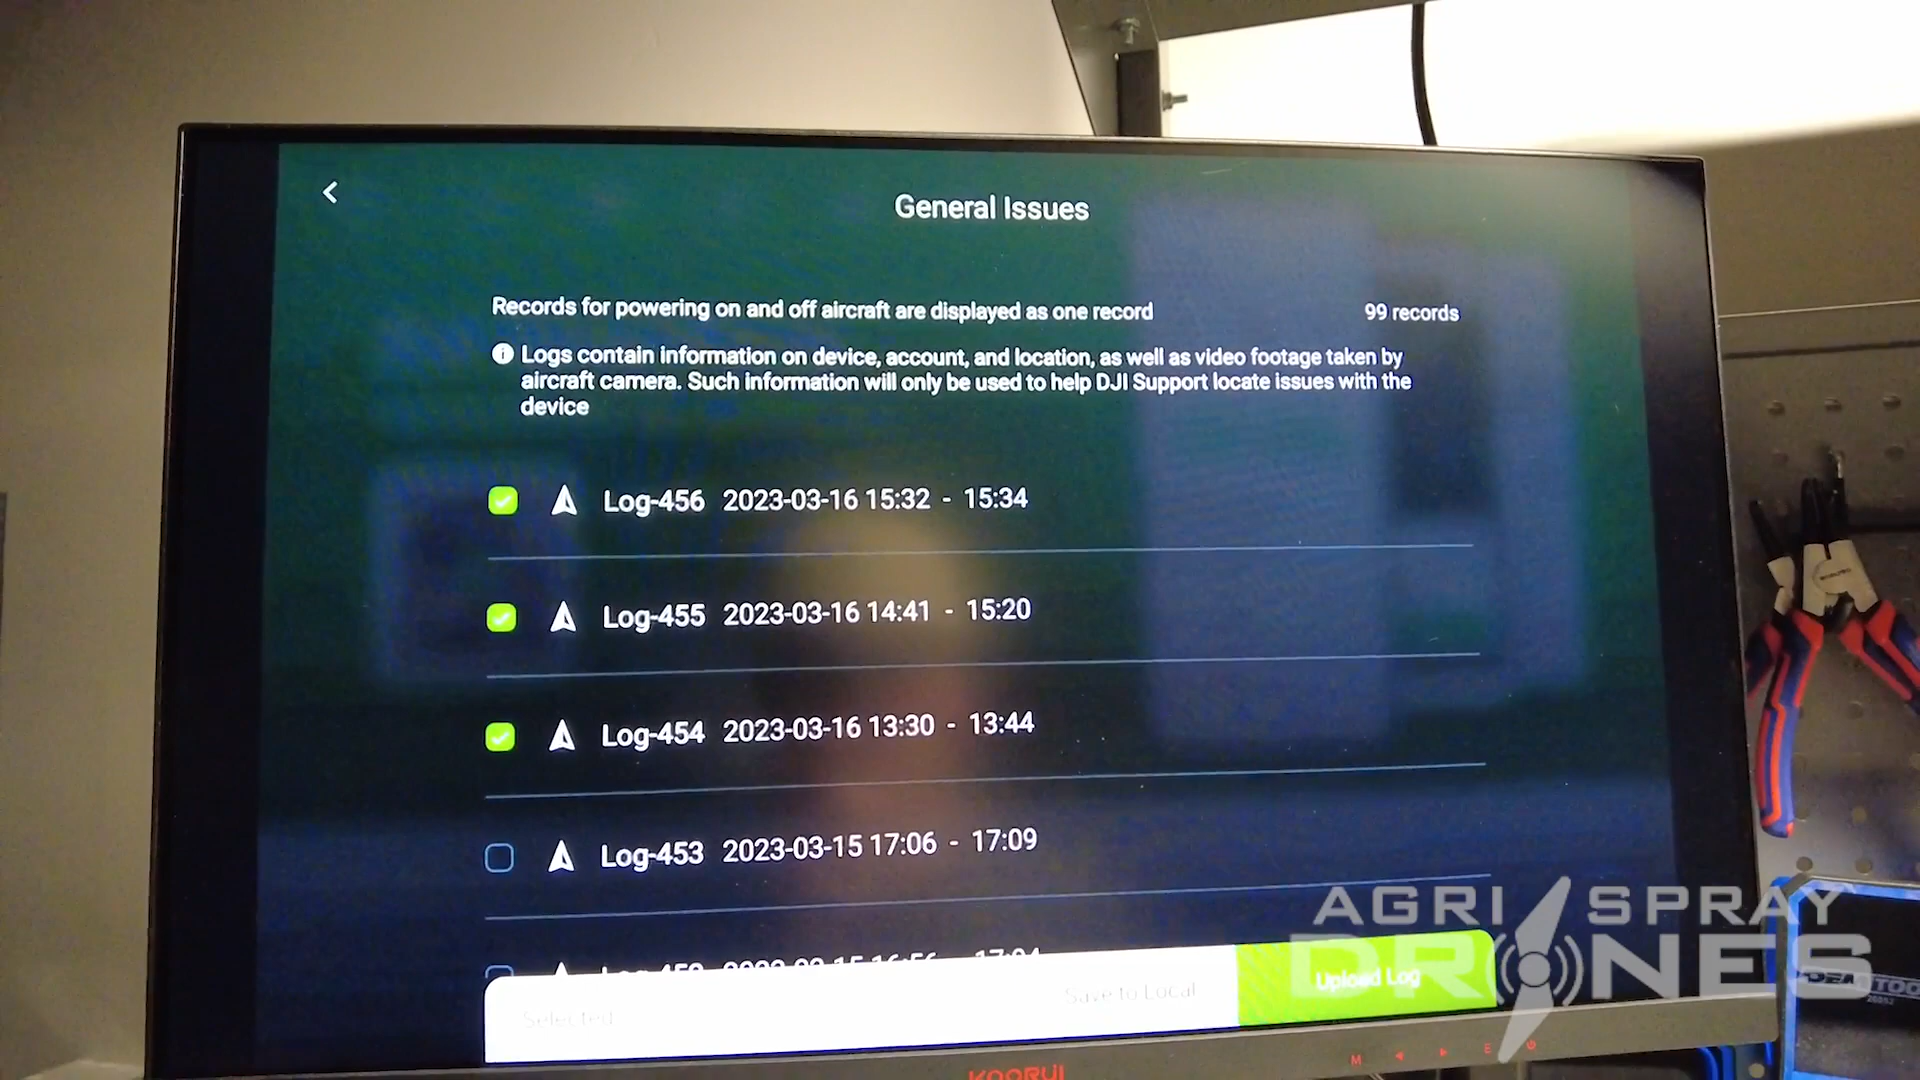 General Issues
Records for powering on and off aircraft are displayed as one record 99 records
Logs contain information on device, account, and location, as well as video footage taken by
aircraft camera. Such information will only be used to help DJI Support locate issues with the
device
Log-456 2023-03-16 15:32 - 15:34
Log-455 2023-03-16 14:41 - 15:20
Log-454 2023-03-16 13:30 - 13:44
Log-453 2023-03-15 17:06 - 17:09
Selected Save to Local Upload Log
AGRI SPRAY
DRONES
M E
KOORUI